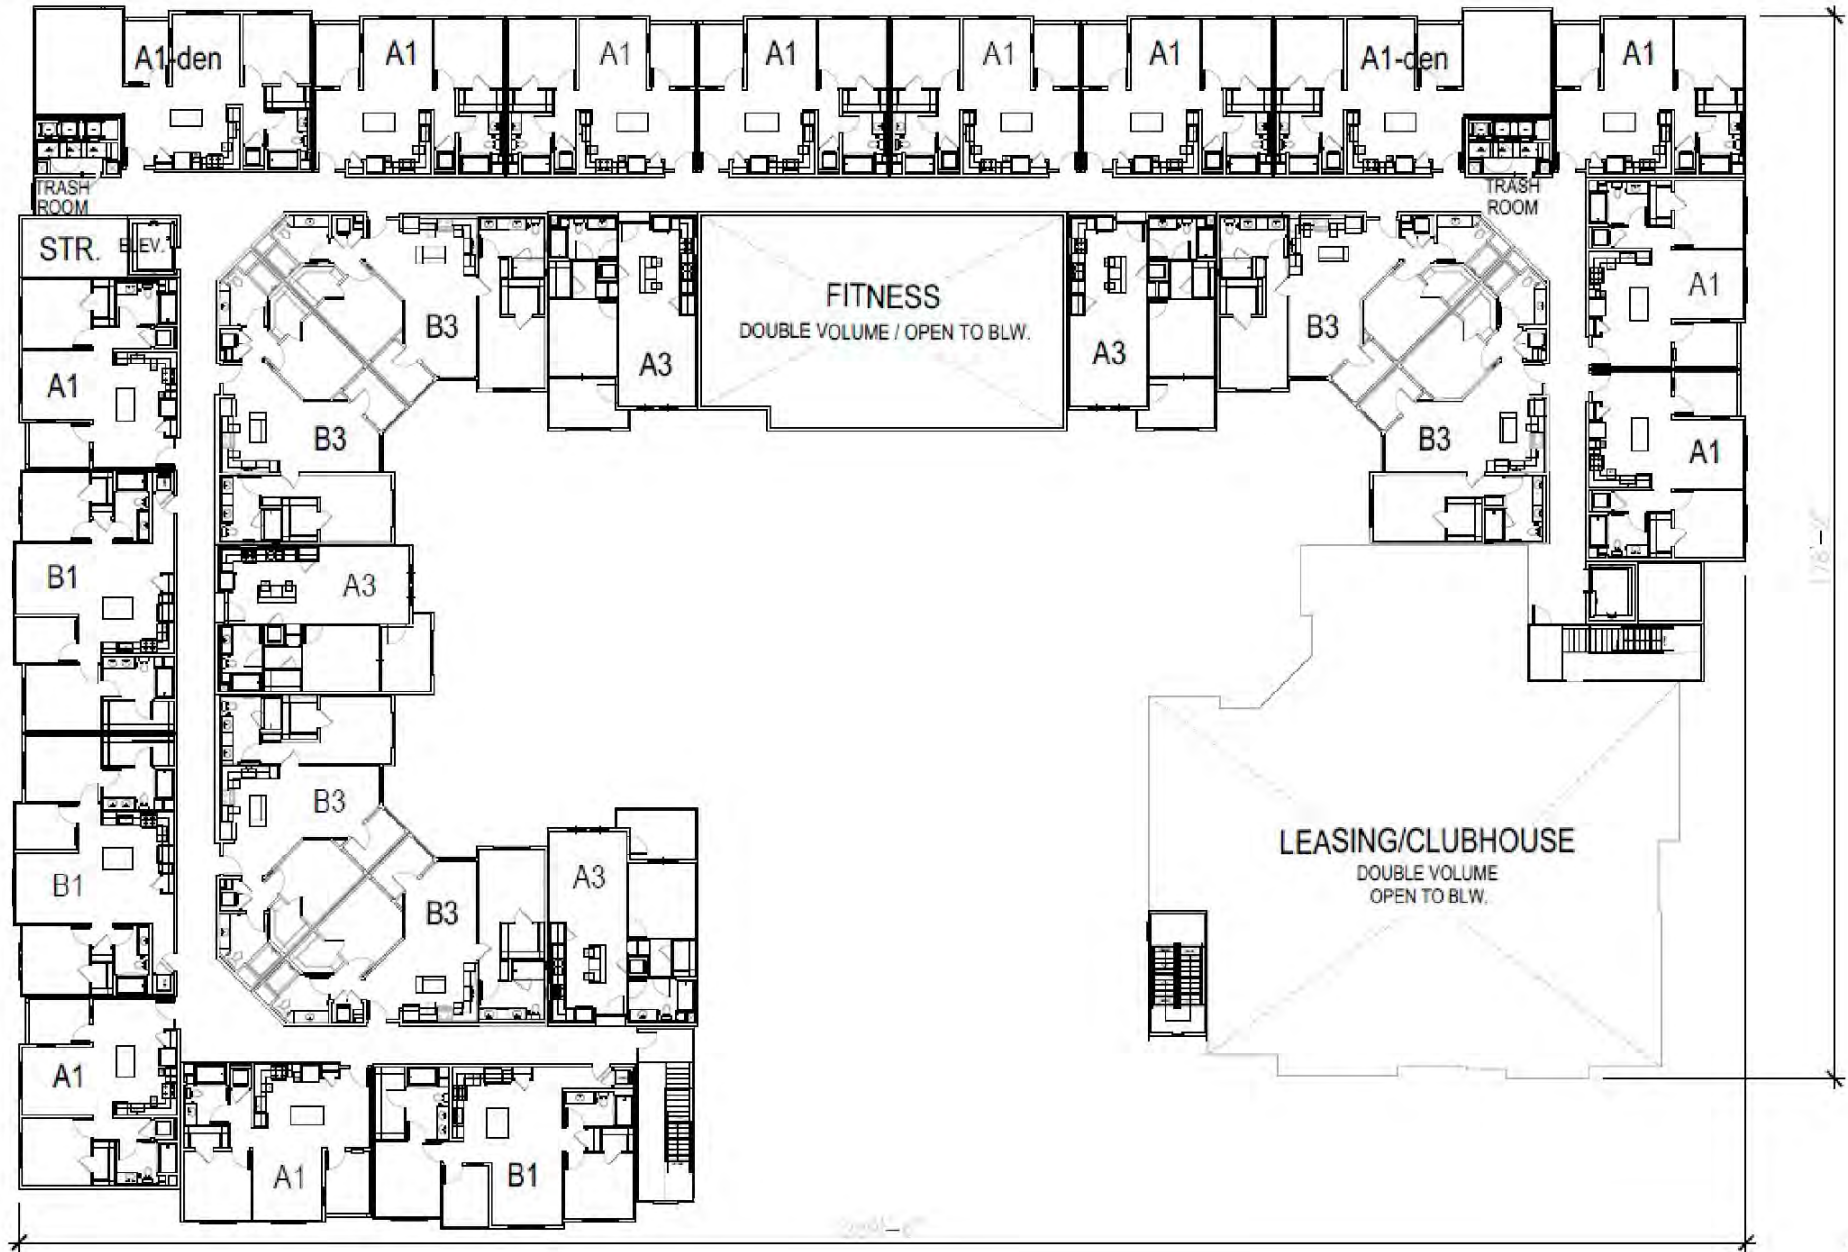 A1-den
A1
A1
A1
A1
A1
A1-den
A1
TRASH
ROOM
TRASH
ROOM
STR.
ELEV.
A1
FITNESS
DOUBLE VOLUME / OPEN TO BLW.
B3
A3
A3
B3
A1
B3
B3
A1
B1
A3
178'-2"
B3
B1
A3
B3
LEASING/CLUBHOUSE
DOUBLE VOLUME
OPEN TO BLW.
A1
A1
B1